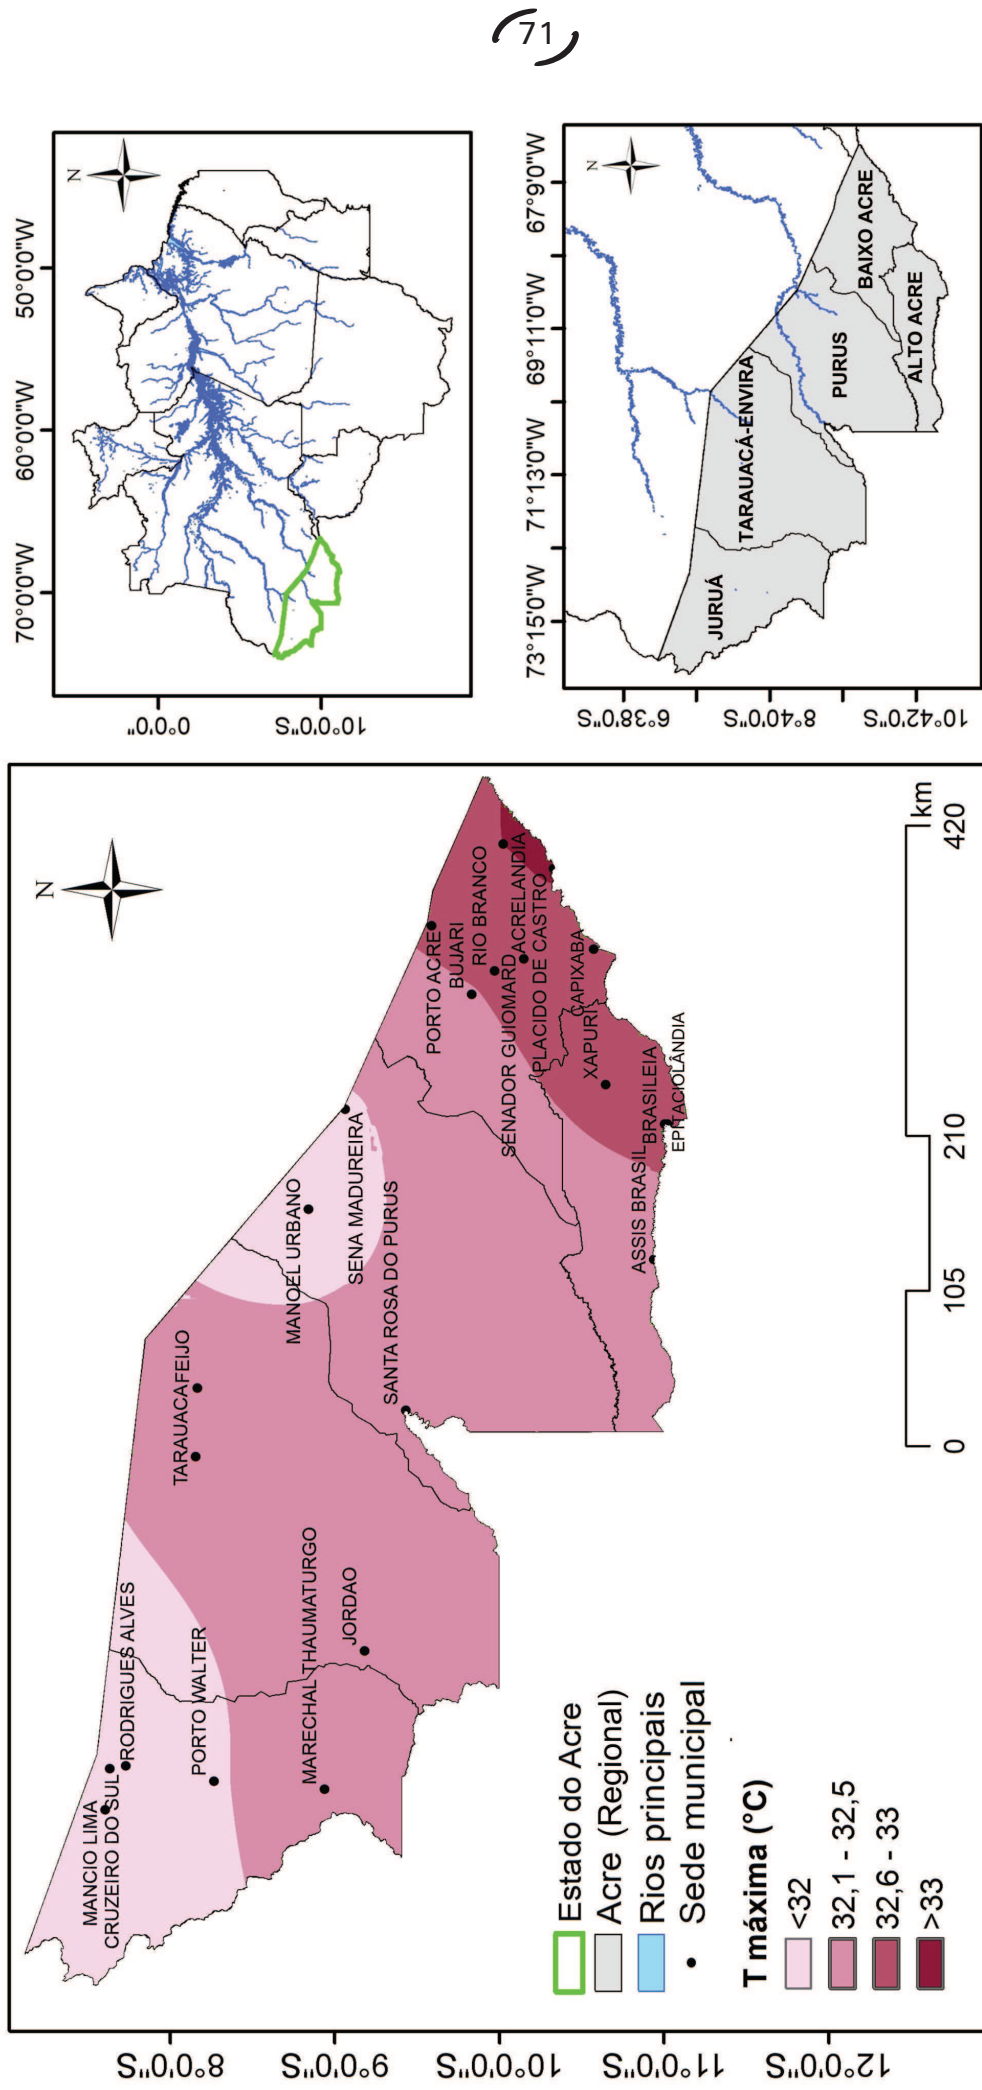 71
N
MANCIO LIMA
CRUZEIRO DO SUL
RODRIGUES ALVES
PORTO WALTER
MARECHAL THAUMATURGO
JORDAO
TARAUACA
FEIJO
MANOEL URBANO
SENA MADUREIRA
SANTA ROSA DO PURUS
PORTO ACRE
BUJARI
RIO BRANCO
SENADOR GUIOMARD
ACRELANDIA
PLACIDO DE CASTRO
CAPIXABA
XAPURI
ASSIS BRASIL
BRASILEIA
EPITACIOLÂNDIA
8°0'0"S
9°0'0"S
10°0'0"S
11°0'0"S
12°0'0"S
Estado do Acre
Acre (Regional)
Rios principais
Sede municipal
T máxima (°C)
<32
32,1 - 32,5
32,6 - 33
>33
0 105 210 420
km
70°0'0"W 60°0'0"W 50°0'0"W
N
0°0'0"
10°0'0"S
73°15'0"W 71°13'0"W 69°11'0"W 67°9'0"W
N
6°38'0"S
8°40'0"S
10°42'0"S
JURUÁ
TARAUACÁ-ENVIRA
PURUS
BAIXO ACRE
ALTO ACRE